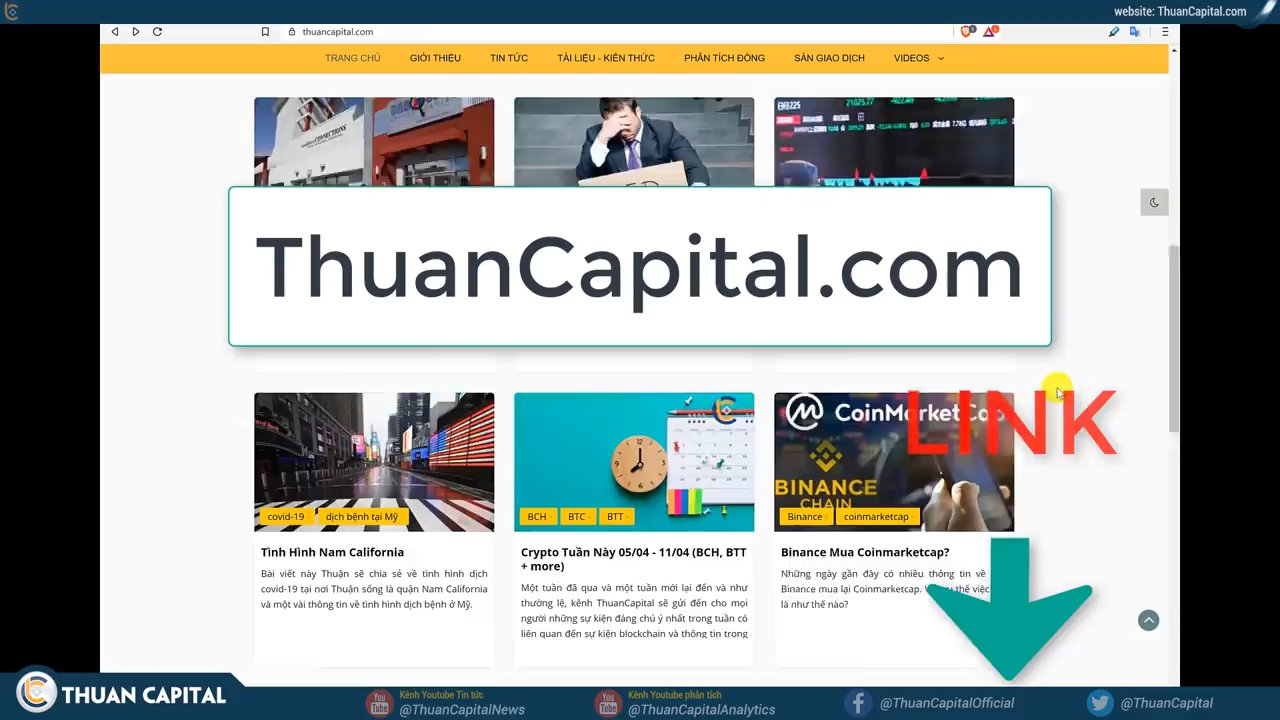 website: ThuanCapital.com
thuancapital.com
TRANG CHỦ
GIỚI THIỆU
TIN TỨC
TÀI LIỆU - KIẾN THỨC
PHÂN TÍCH ĐỒNG
SÀN GIAO DỊCH
VIDEOS
CONNECTIONS
225
21025.77
ThuanCapital.com
LINK
CoinMarketCap
BINANCE
CHAIN
covid-19
dịch bệnh tại Mỹ
BCH
BTC
BTT
Binance
coinmarketcap
Tình Hình Nam California
Bài viết này Thuận sẽ chia sẻ về tình hình dịch
covid-19 tại nơi Thuận sống là quận Nam California
và một vài thông tin về tình hình dịch bệnh ở Mỹ.
Crypto Tuần Này 05/04 - 11/04 (BCH, BTT
+ more)
Một tuần đã qua và một tuần mới lại đến và như
thường lệ, kênh ThuanCapital sẽ gửi đến cho mọi
người những sự kiện đáng chú ý nhất trong tuần có
liên quan đến sự kiện blockchain và thông tin trong
Binance Mua Coinmarketcap?
Những ngày gần đây có nhiều thông tin về
Binance mua lại Coinmarketcap. thế việc
là như thế nào?
THUAN CAPITAL
Kênh Youtube Tin tức
@ThuanCapitalNews
Kênh Youtube phân tích
@ThuanCapitalAnalytics
@ThuanCapitalOfficial
@ThuanCapital